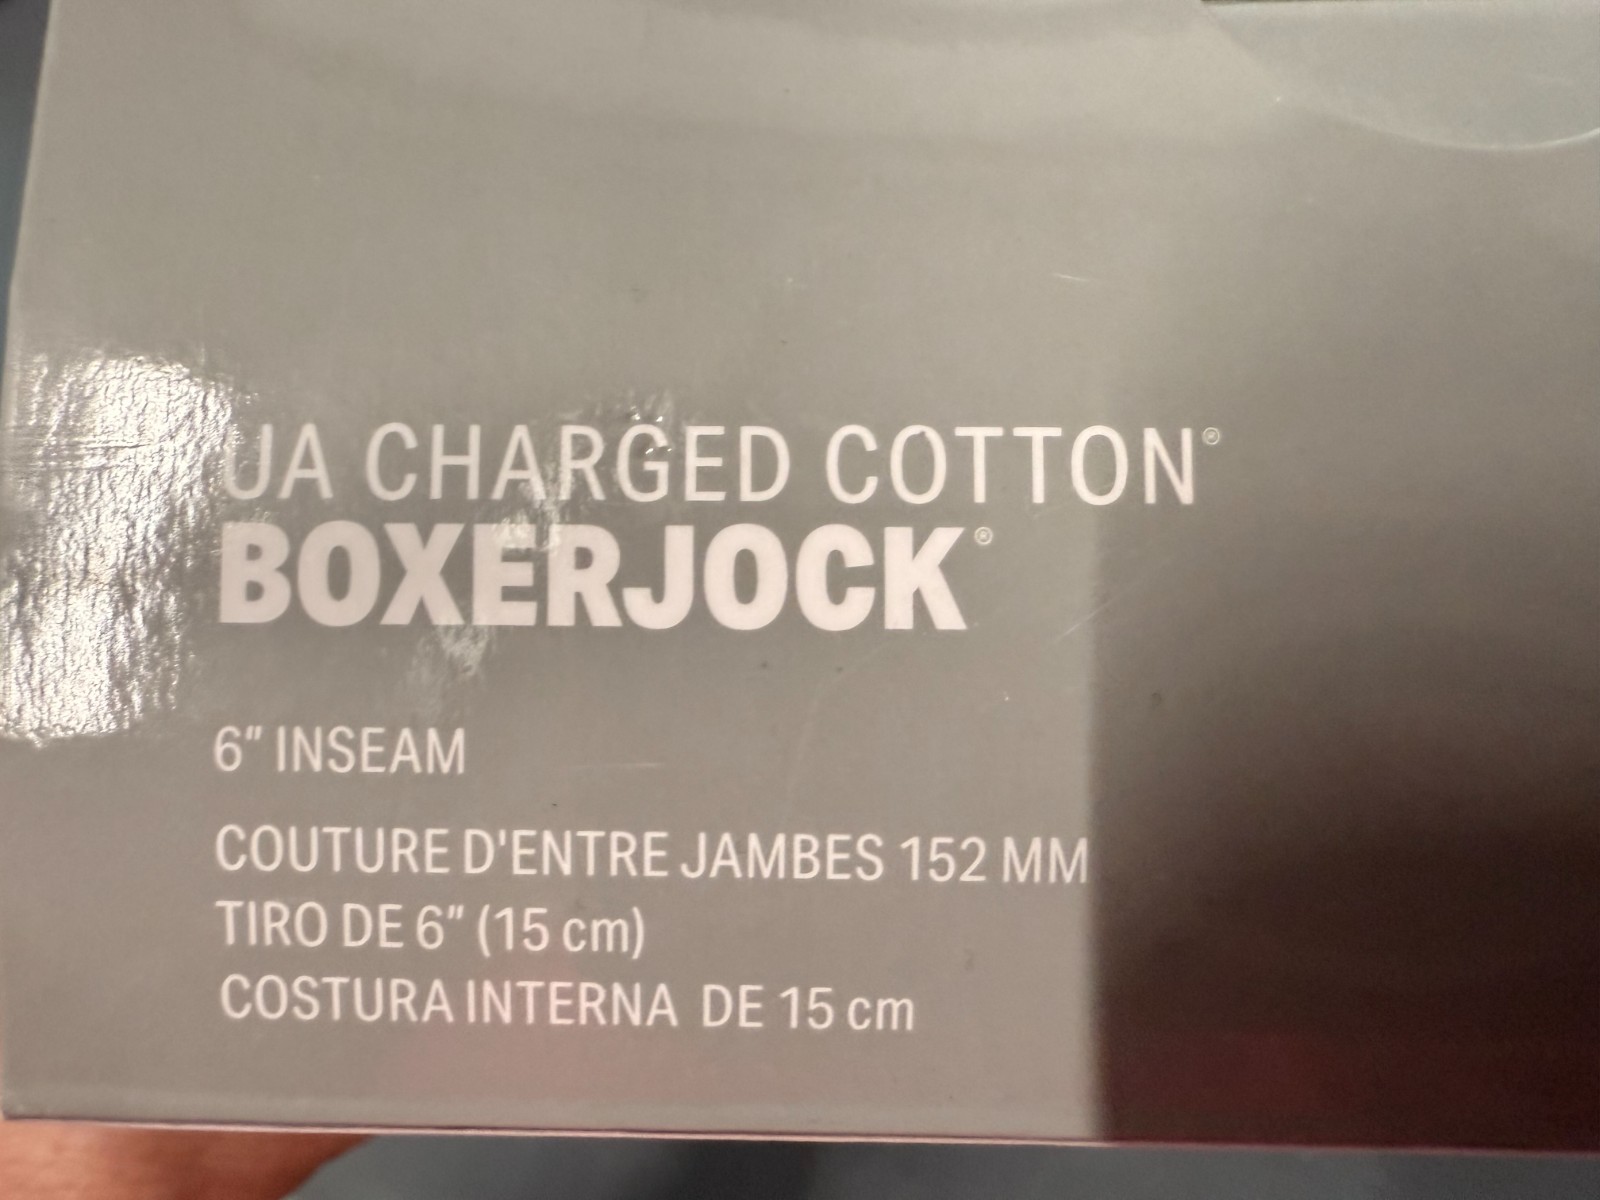 UA CHARGED COTTON®
BOXERJOCK®
6" INSEAM
COUTURE D'ENTRE JAMBES 152 MM
TIRO DE 6" (15 cm)
COSTURA INTERNA DE 15 cm